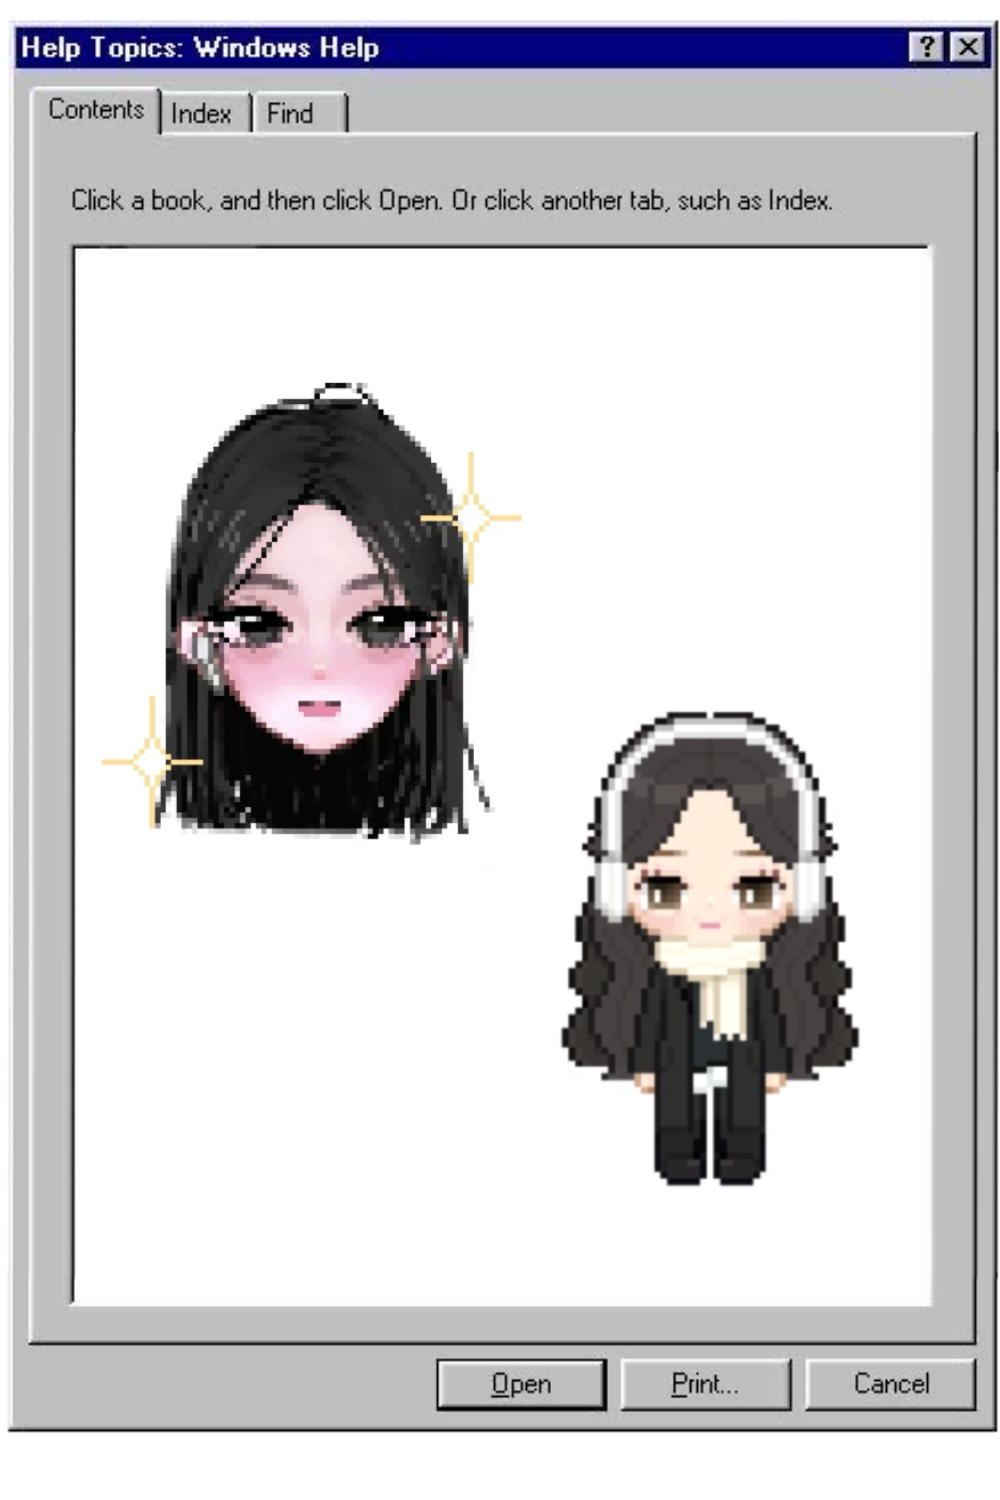 Help Topics: Windows Help
?
Contents Index Find
Click a book, and then click Open. Or click another tab, such as Index.
Open Print... Cancel